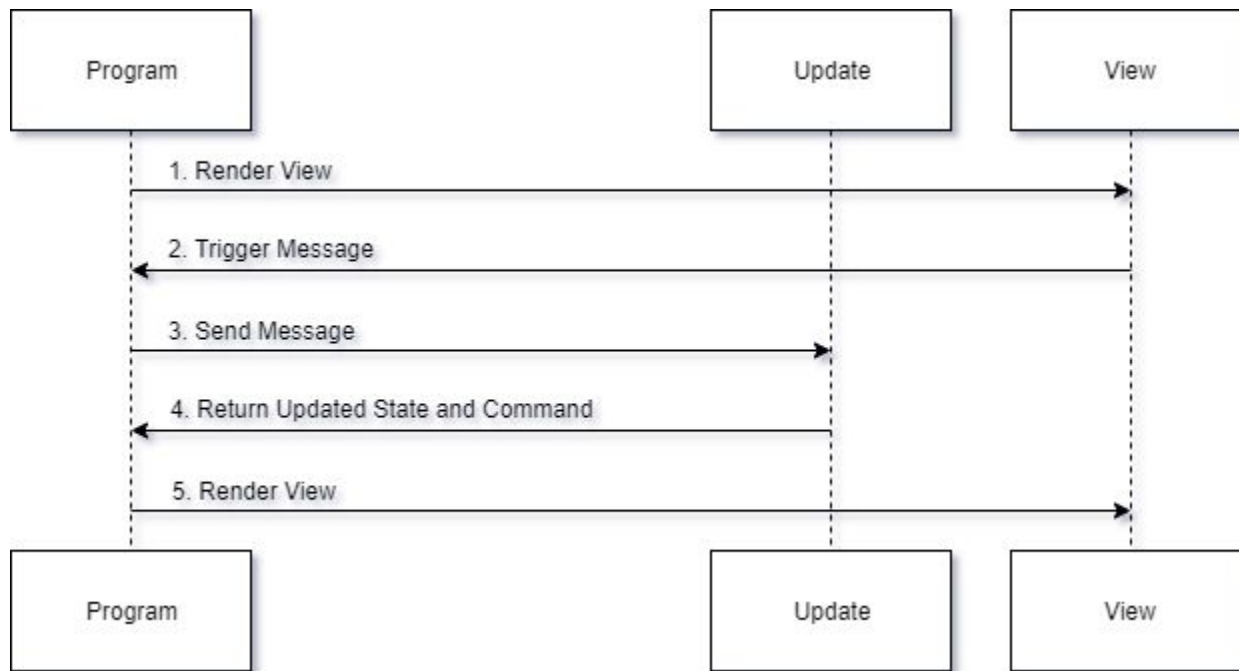 Program
Update
View
1. Render View
2. Trigger Message
3. Send Message
4. Return Updated State and Command
5. Render View
Program
Update
View